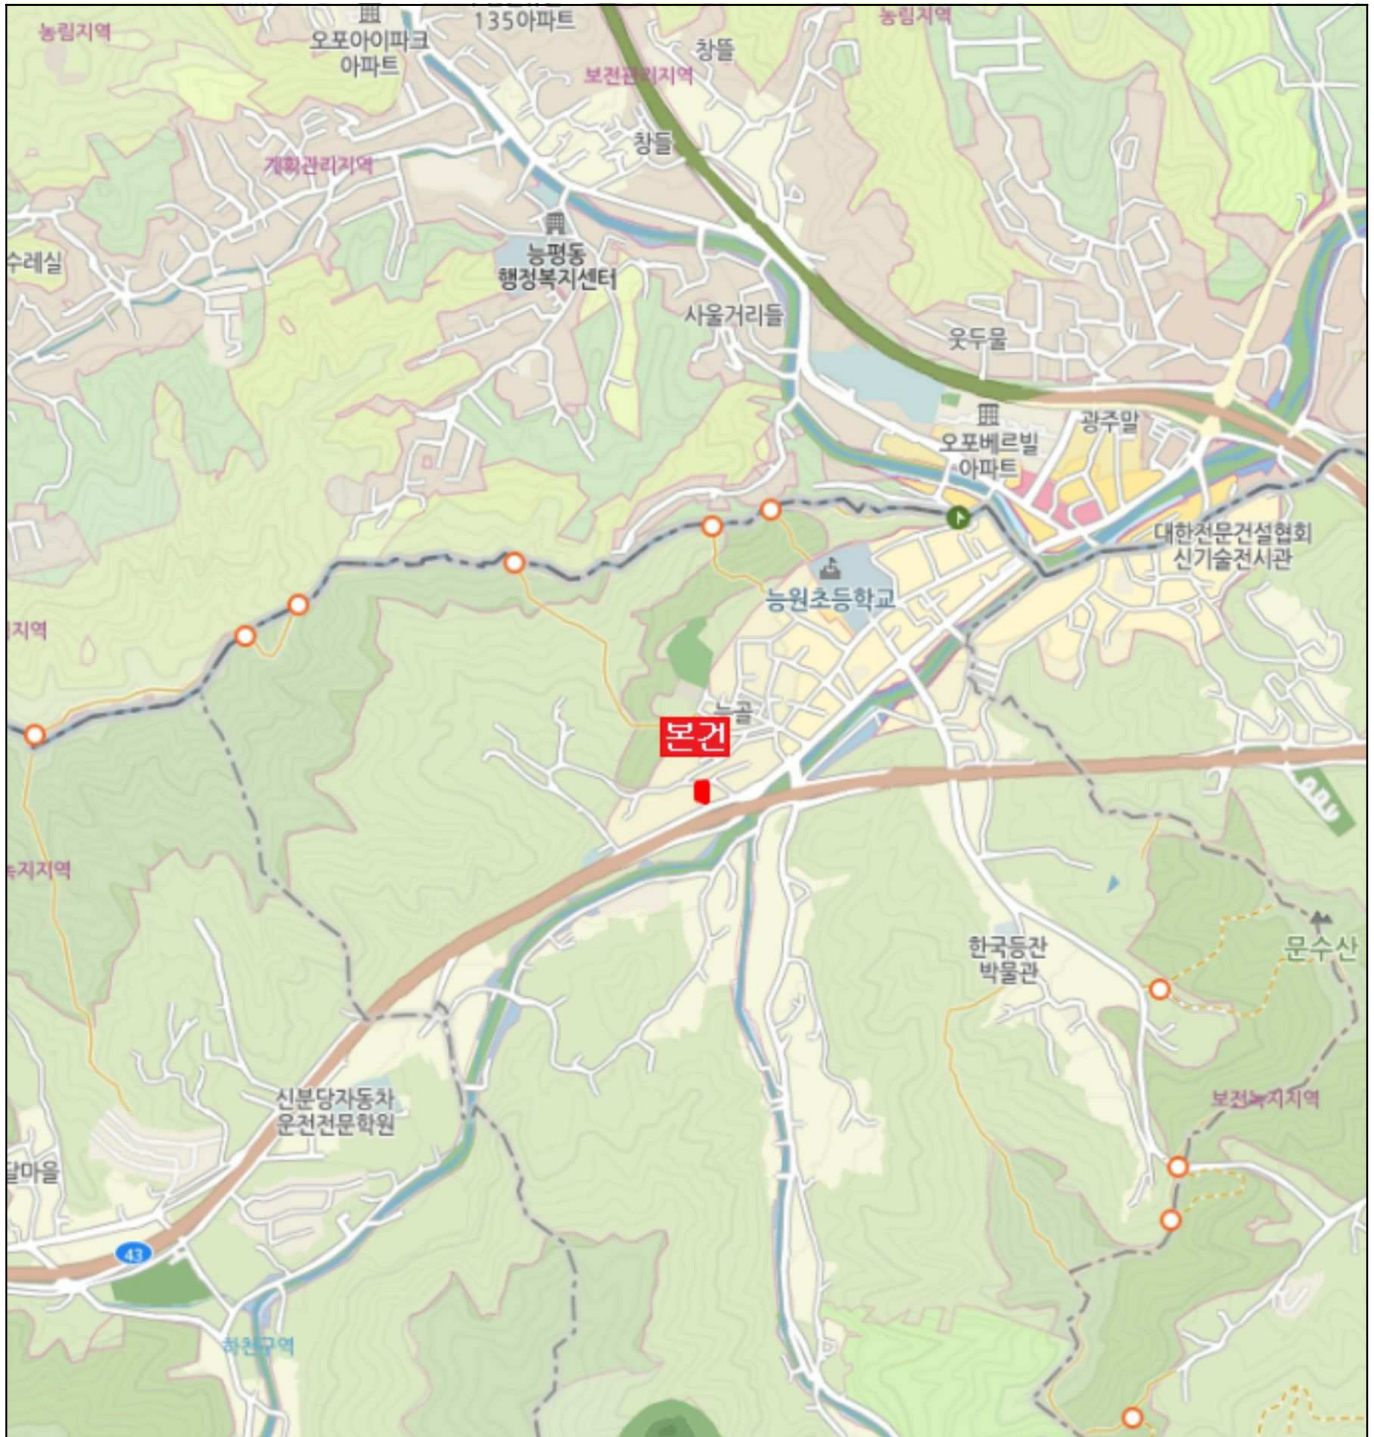 135아파트
농림지역
농림지역
오포아이파크
아파트
창뜰
보전관리지역
창들
계획관리지역
능평동
행정복지센터
수레실
사울거리들
웃두물
광주말
오포베르빌
아파트
대한전문건설협회
신기술전시관
능원초등학교
지역
능골
본건
녹지지역
한국등잔
박물관
문수산
신분당자동차
운전전문학원
보전녹지지역
달마을
43
하천구역